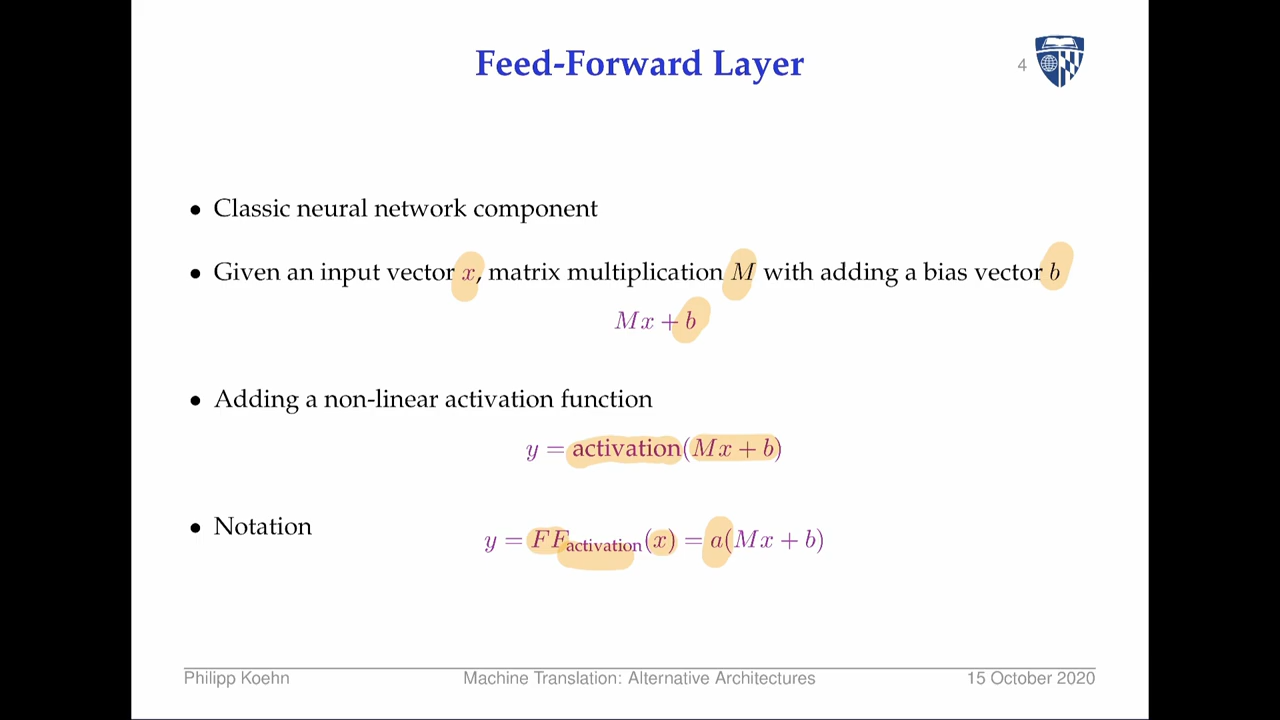 Feed-Forward Layer
4
• Classic neural network component
• Given an input vector x, matrix multiplication M with adding a bias vector b
Mx + b
• Adding a non-linear activation function
y = activation(Mx + b)
• Notation
y = FFactivation(x) = a(Mx + b)
Philipp Koehn Machine Translation: Alternative Architectures 15 October 2020